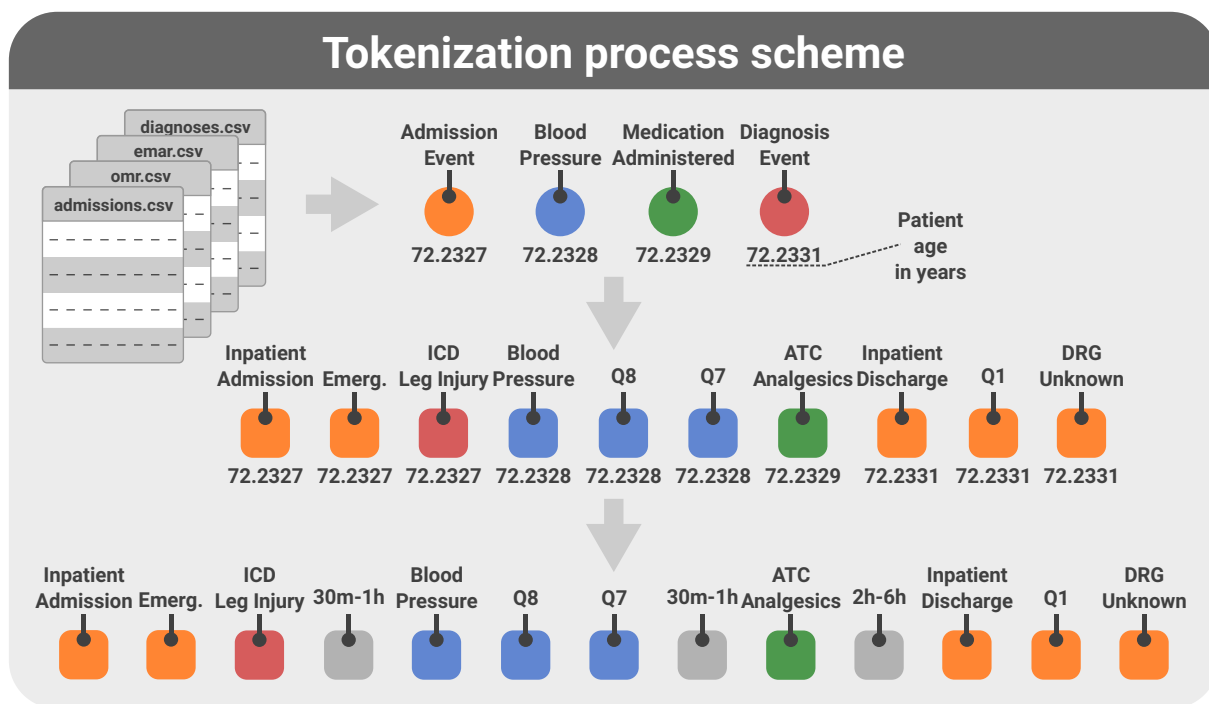 Tokenization process scheme
diagnoses.csv
emar.csv
omr.csv
admissions.csv
Admission
Event
Blood
Pressure
Medication
Administered
Diagnosis
Event
72.2327
72.2328
72.2329
72.2331
Patient
age
in years
Inpatient
Admission
Emerg.
ICD
Leg Injury
Blood
Pressure
Q8
Q7
ATC
Analgesics
Inpatient
Discharge
Q1
DRG
Unknown
72.2327
72.2327
72.2327
72.2328
72.2328
72.2328
72.2329
72.2331
72.2331
72.2331
Inpatient
Admission
Emerg.
ICD
Leg Injury
30m-1h
Blood
Pressure
Q8
Q7
30m-1h
ATC
Analgesics
2h-6h
Inpatient
Discharge
Q1
DRG
Unknown